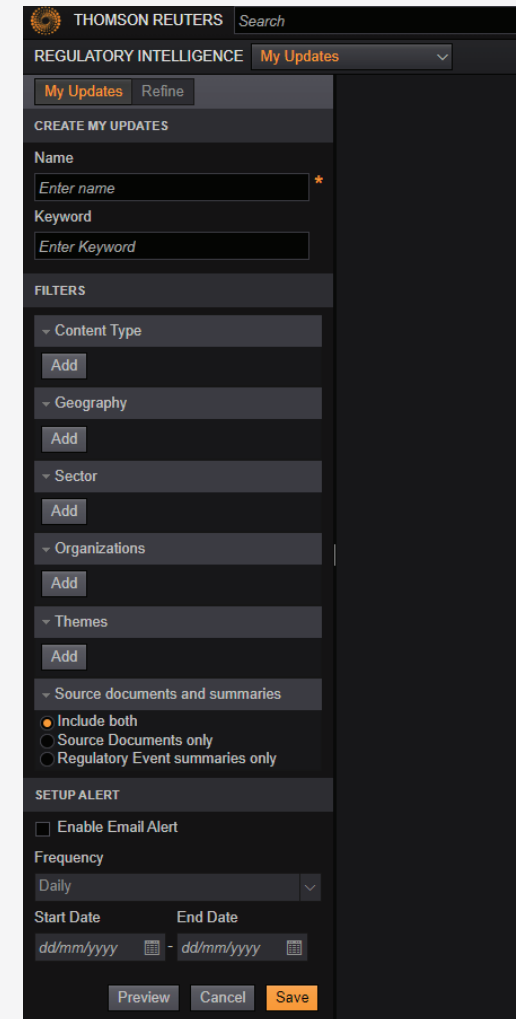 THOMSON REUTERS Search
REGULATORY INTELLIGENCE My Updates
My Updates Refine
CREATE MY UPDATES
Name
Enter name *
Keyword
Enter Keyword
FILTERS
Content Type
Add
Geography
Add
Sector
Add
Organizations
Add
Themes
Add
Source documents and summaries
Include both
Source Documents only
Regulatory Event summaries only
SETUP ALERT
Enable Email Alert
Frequency
Daily
Start Date End Date
dd/mm/yyyy - dd/mm/yyyy
Preview Cancel Save